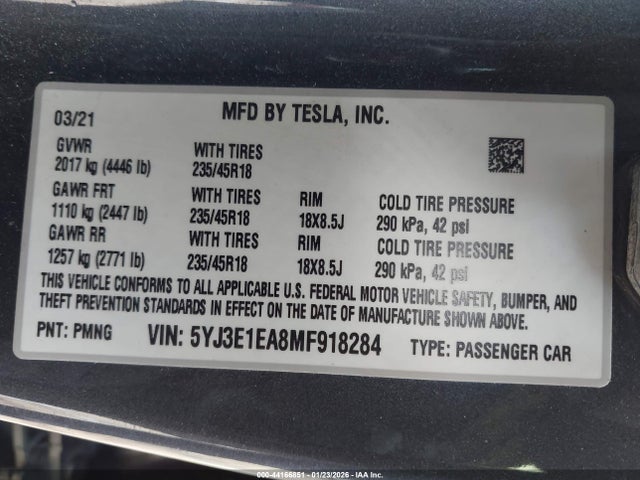 MFD BY TESLA, INC.
03/21
GVWR WITH TIRES
2017 kg (4446 lb) 235/45R18
GAWR FRT WITH TIRES RIM COLD TIRE PRESSURE
1110 kg (2447 lb) 235/45R18 18X8.5J 290 kPa, 42 psi
GAWR RR WITH TIRES RIM COLD TIRE PRESSURE
1257 kg (2771 lb) 235/45R18 18X8.5J 290 kPa, 42 psi
THIS VEHICLE CONFORMS TO ALL APPLICABLE U.S. FEDERAL MOTOR VEHICLE SAFETY, BUMPER, AND
THEFT PREVENTION STANDARDS IN EFFECT ON THE DATE OF MANUFACTURE SHOWN ABOVE.
PNT: PMNG VIN: 5YJ3E1EA8MF918284 TYPE: PASSENGER CAR
000-44166851 - 01/23/2026 - IAA Inc.